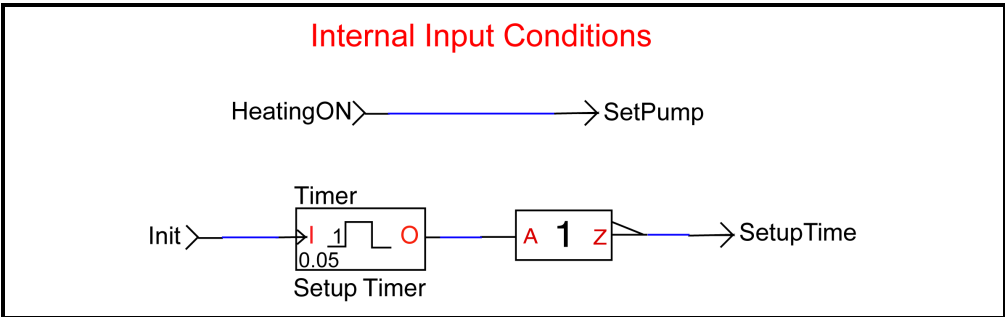 Internal Input Conditions
HeatingON SetPump
Timer
Init I 1 O A 1 Z SetupTime
0.05
Setup Timer